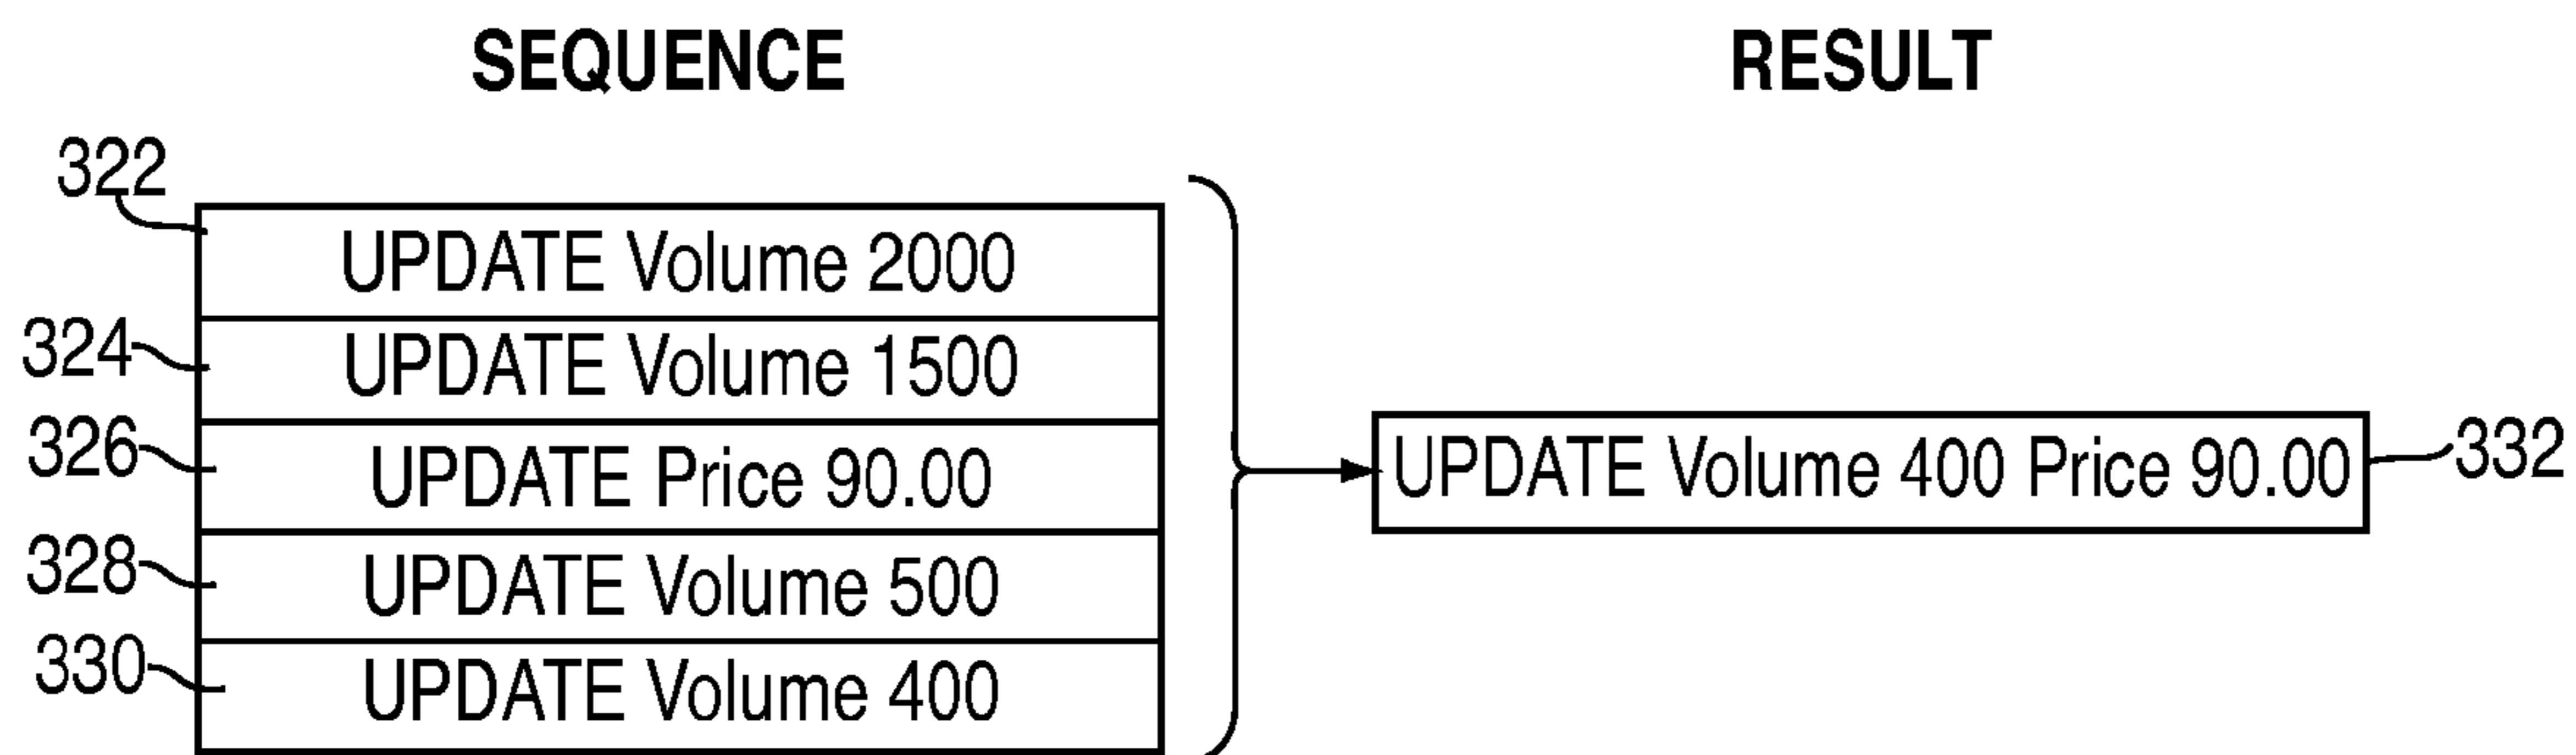 SEQUENCE RESULT
322
UPDATE Volume 2000
324 UPDATE Volume 1500
326 UPDATE Price 90.00
UPDATE Volume 400 Price 90.00 332
328 UPDATE Volume 500
330 UPDATE Volume 400